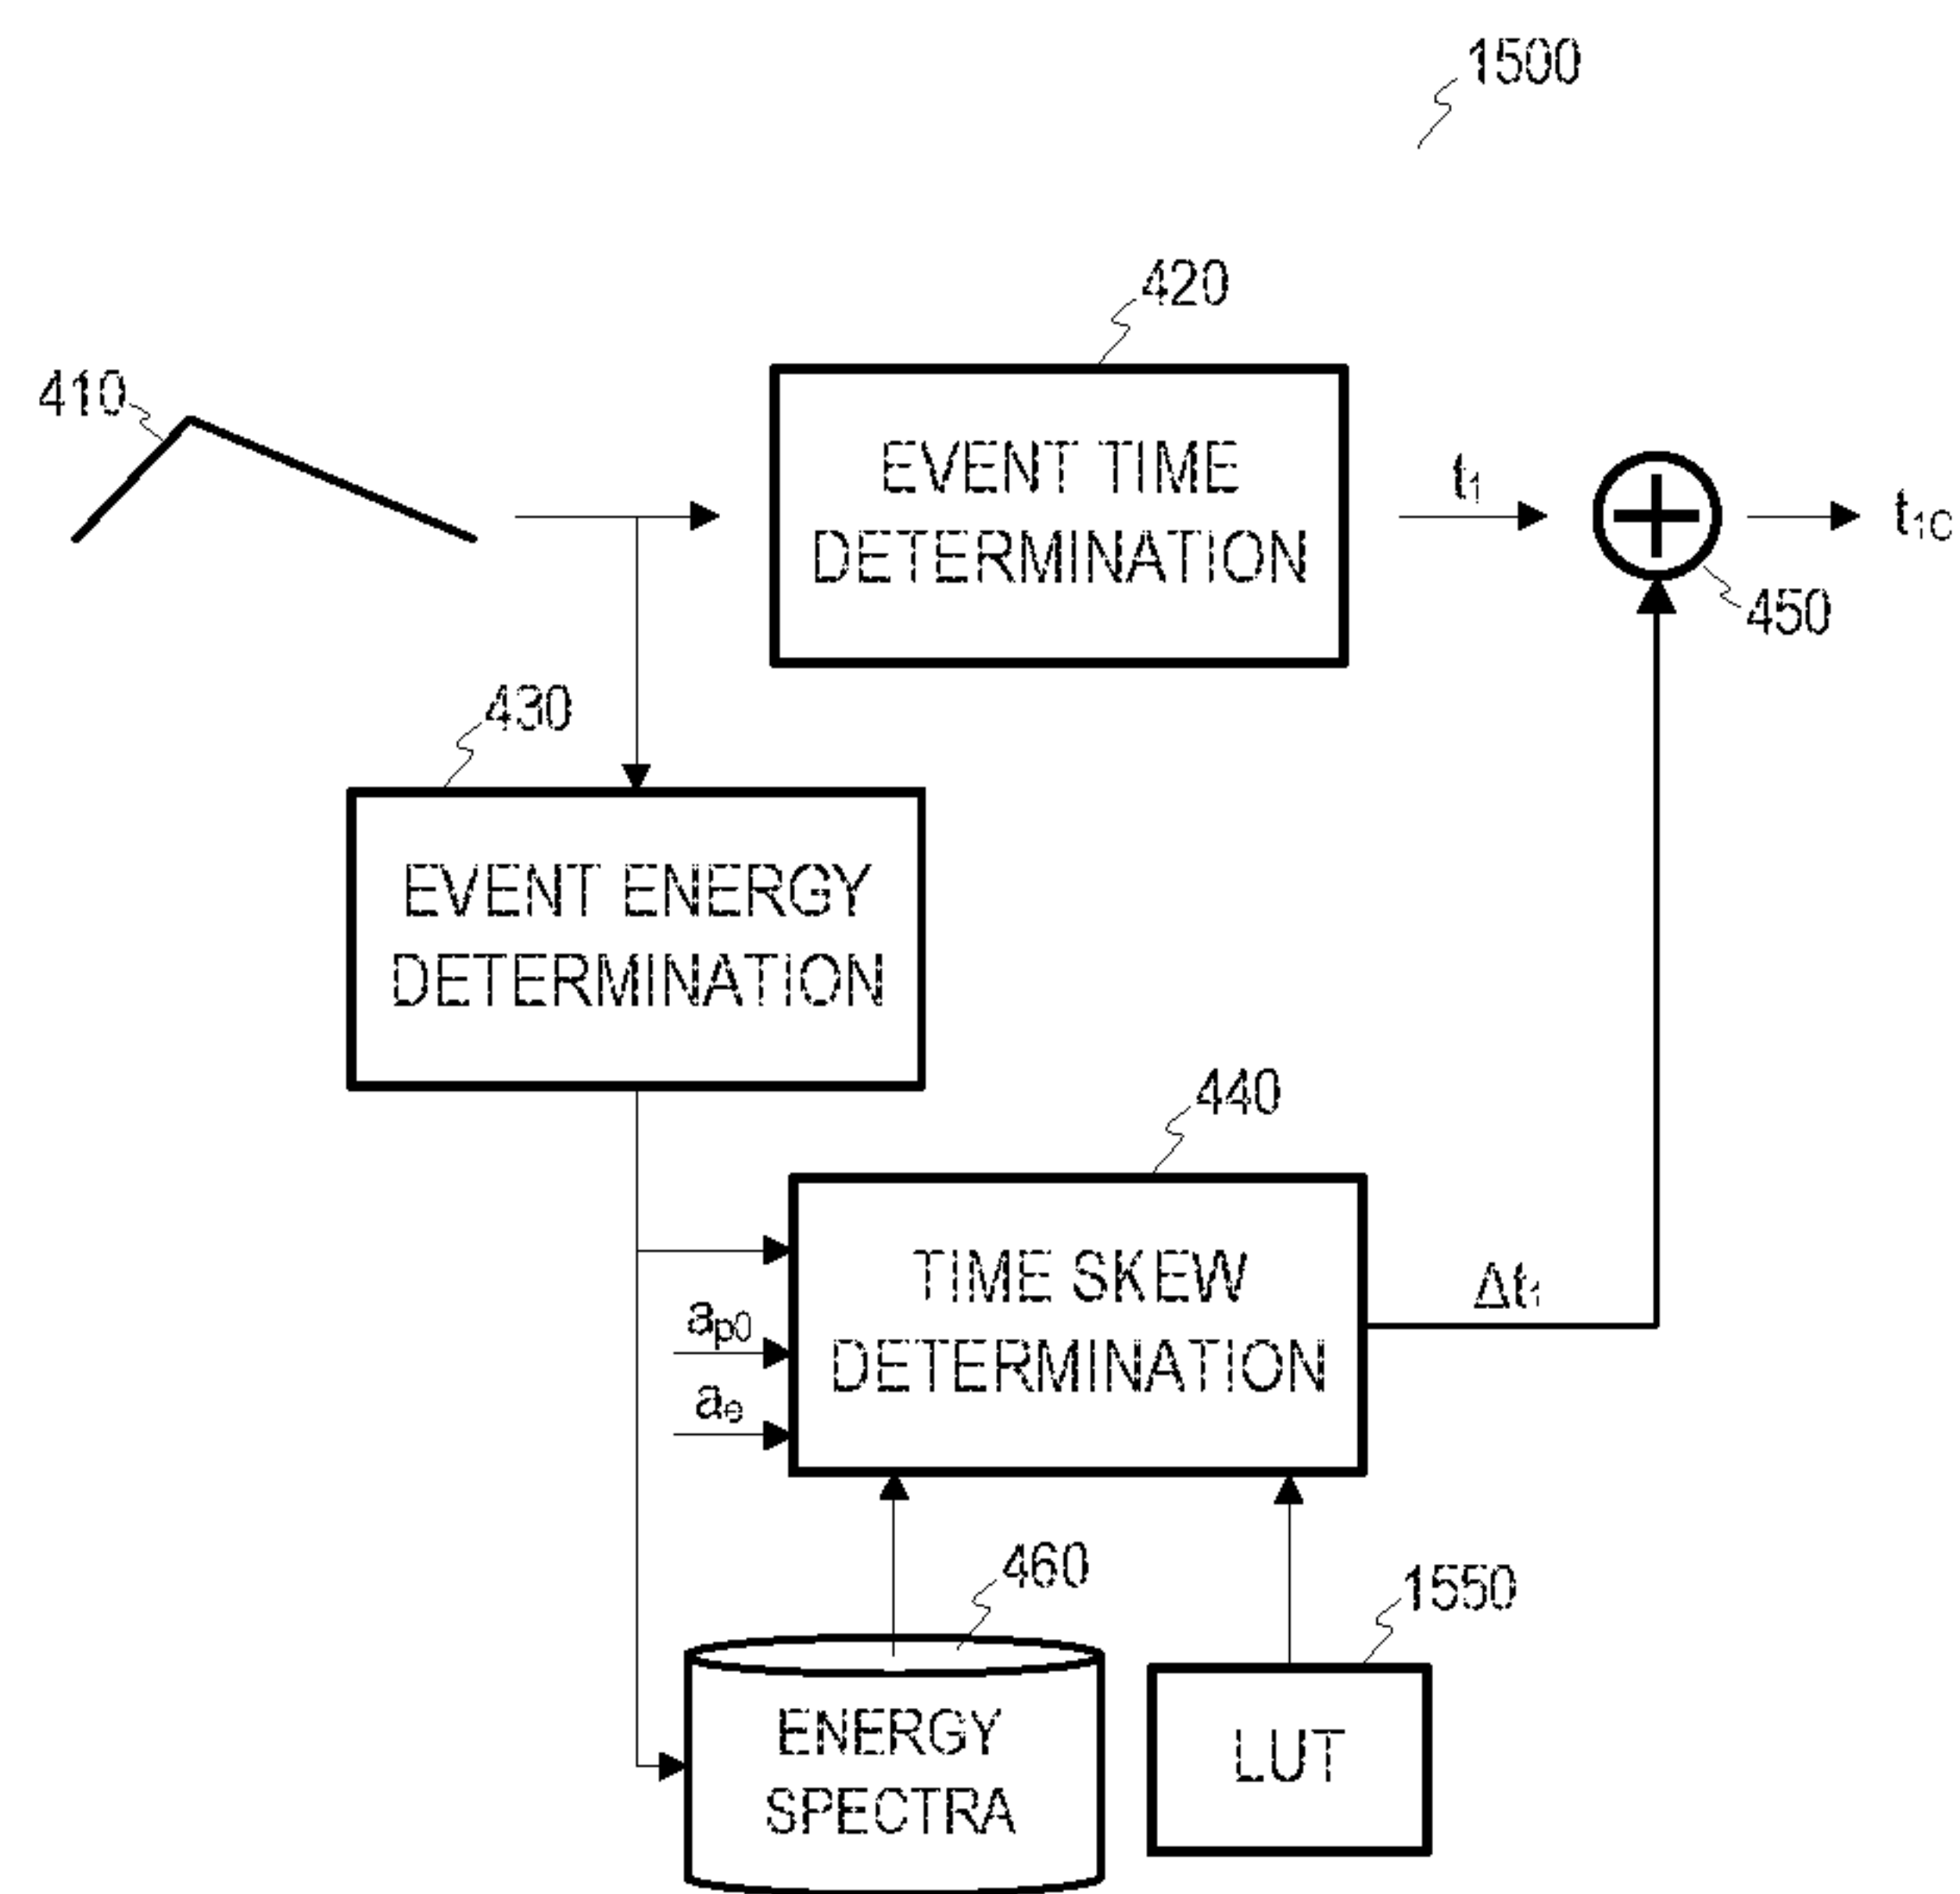 1500
420
410
EVENT TIME
DETERMINATION
t1
t1C
450
430
EVENT ENERGY
DETERMINATION
440
TIME SKEW
DETERMINATION
ap0
ae
Δt1
460
1550
ENERGY
SPECTRA
LUT